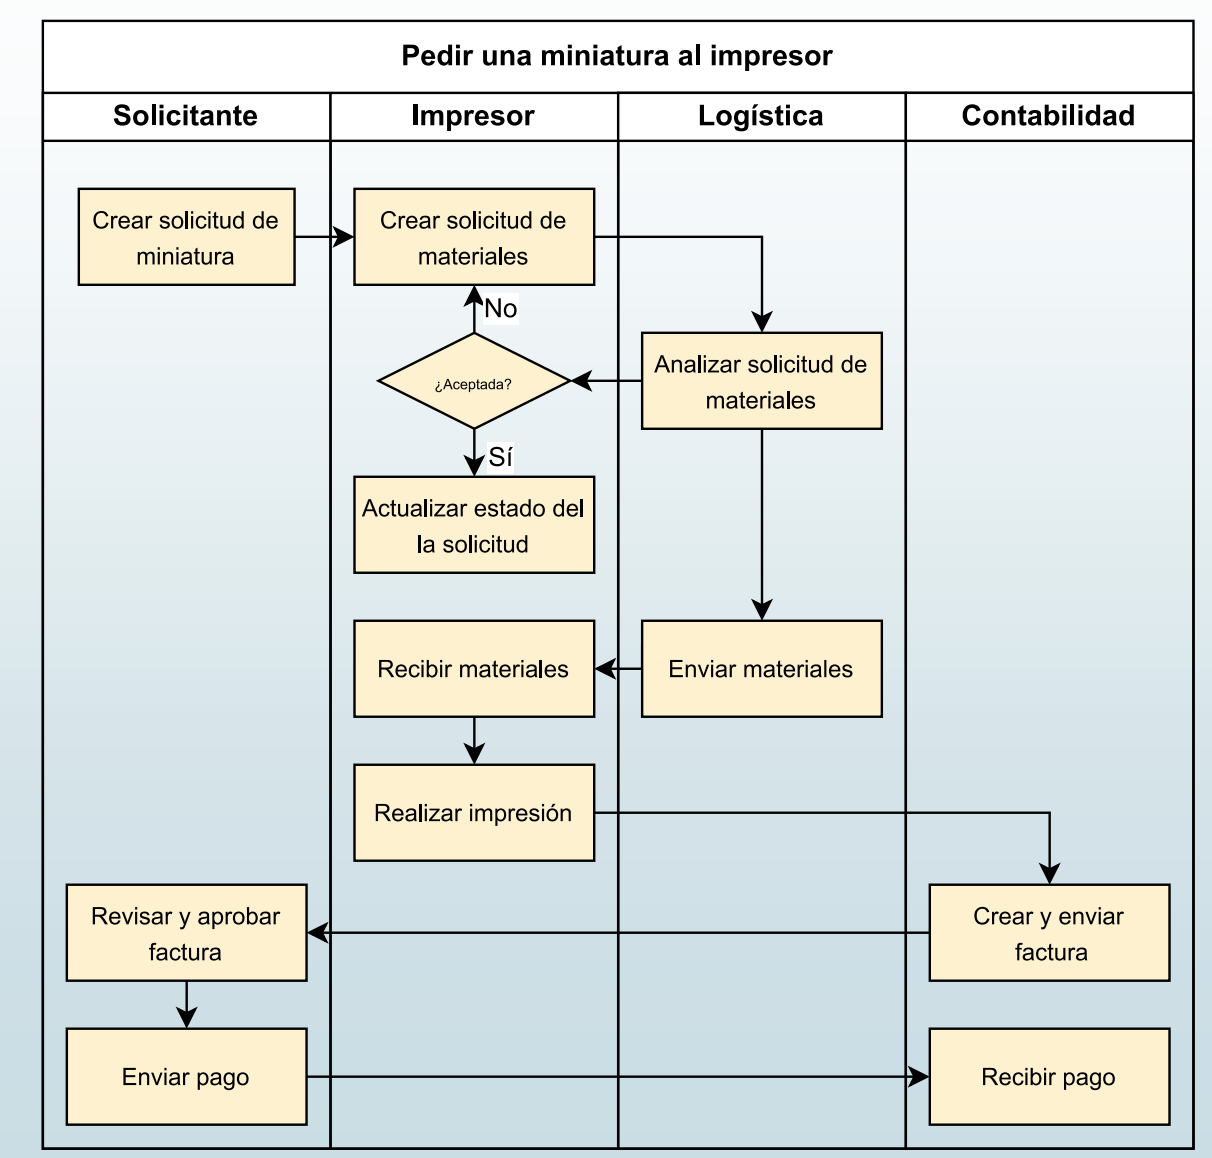 Pedir una miniatura al impresor
Solicitante
Impresor
Logística
Contabilidad
Crear solicitud de
miniatura
Crear solicitud de
materiales
No
¿Aceptada?
Analizar solicitud de
materiales
Sí
Actualizar estado del
la solicitud
Recibir materiales
Enviar materiales
Realizar impresión
Revisar y aprobar
factura
Crear y enviar
factura
Enviar pago
Recibir pago